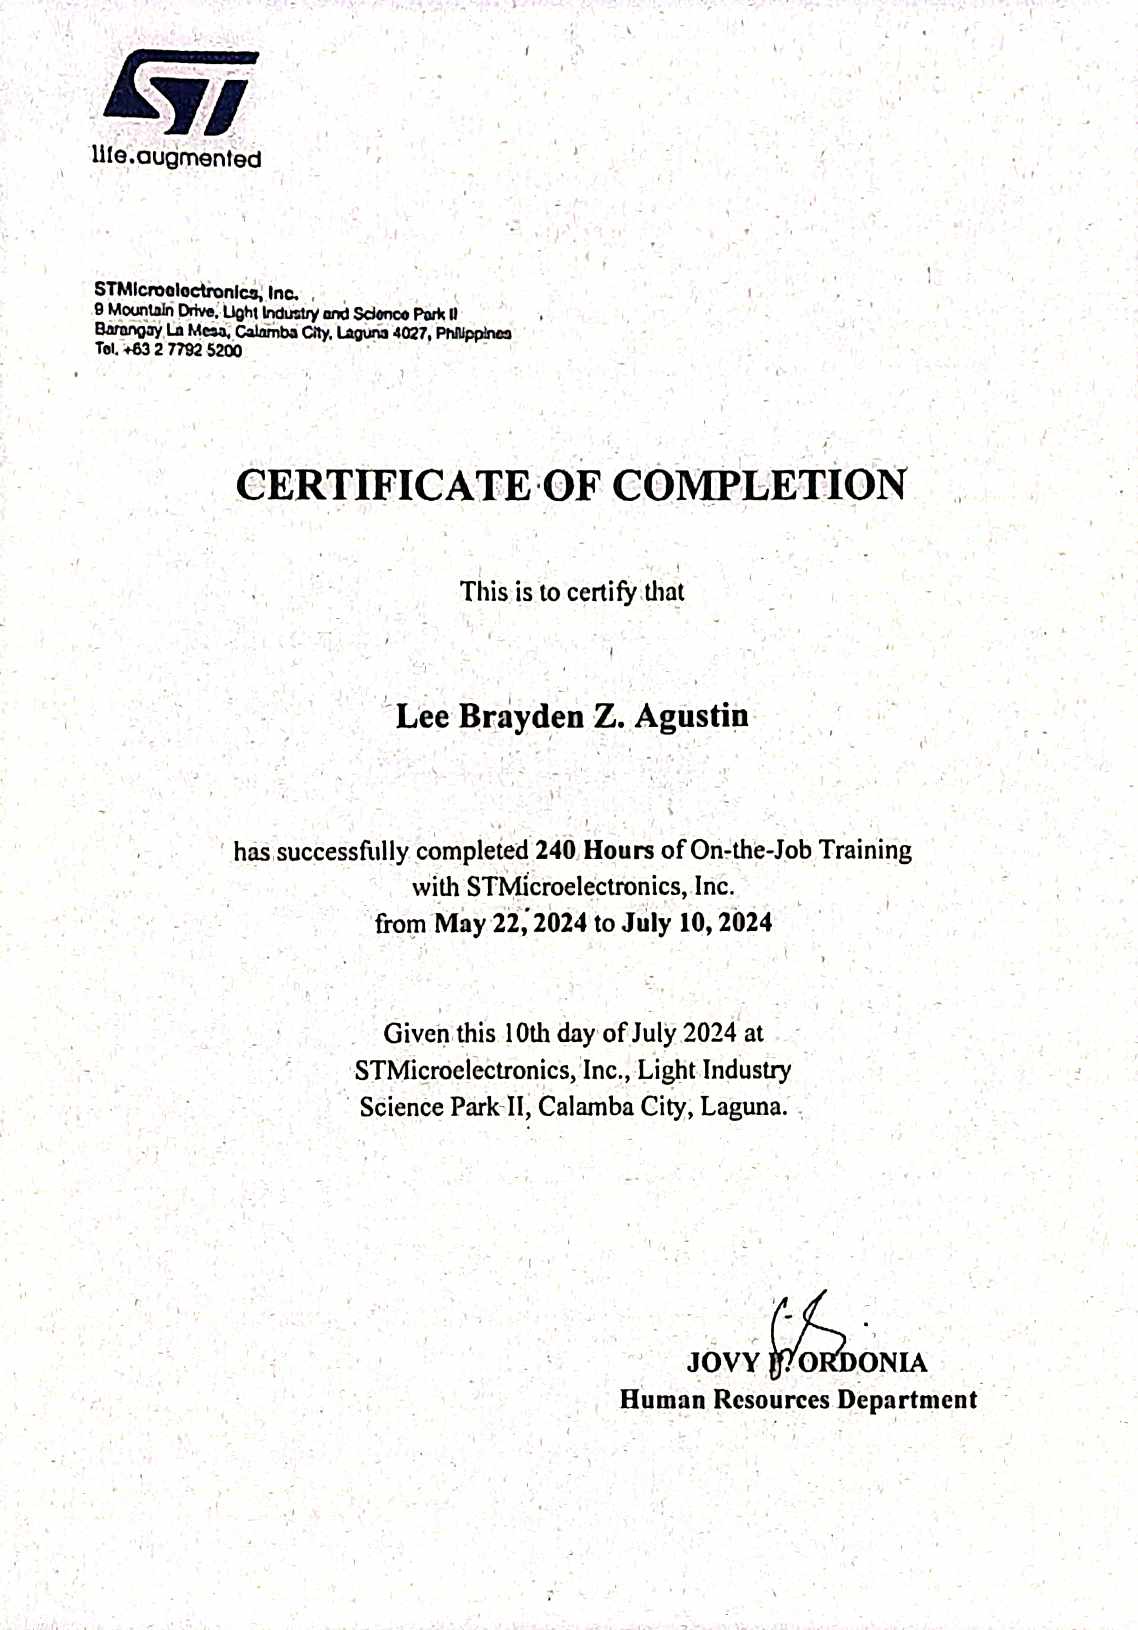 ST
life.augmented
STMicroelectronics, Inc.
9 Mountain Drive, Light Industry and Science Park II
Barangay La Mesa, Calamba City, Laguna 4027, Philippines
Tel. +63 2 7792 5200
CERTIFICATE OF COMPLETION
This is to certify that
Lee Brayden Z. Agustin
has successfully completed 240 Hours of On-the-Job Training
with STMicroelectronics, Inc.
from May 22, 2024 to July 10, 2024
Given this 10th day of July 2024 at
STMicroelectronics, Inc., Light Industry
Science Park II, Calamba City, Laguna.
JOVY ORDONIA
Human Resources Department